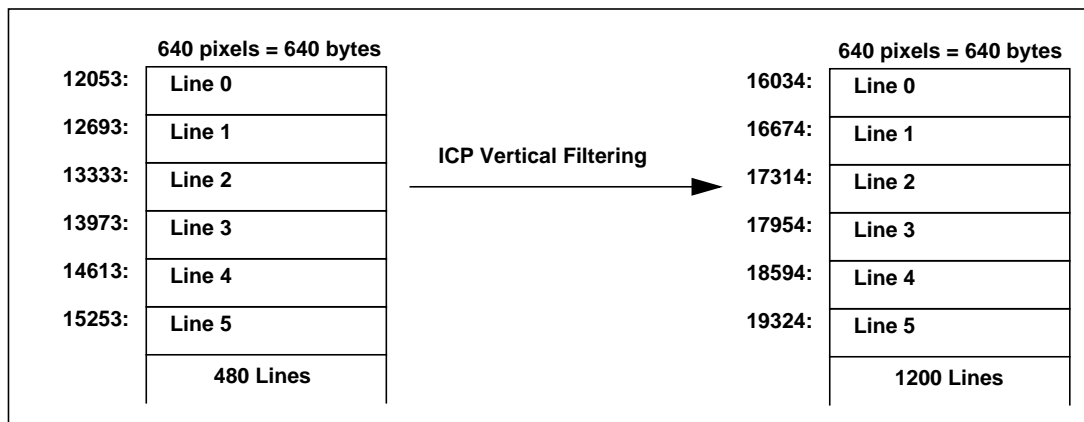 640 pixels = 640 bytes
12053: Line 0
12693: Line 1
13333: Line 2
13973: Line 3
14613: Line 4
15253: Line 5
480 Lines
ICP Vertical Filtering
640 pixels = 640 bytes
16034: Line 0
16674: Line 1
17314: Line 2
17954: Line 3
18594: Line 4
19324: Line 5
1200 Lines